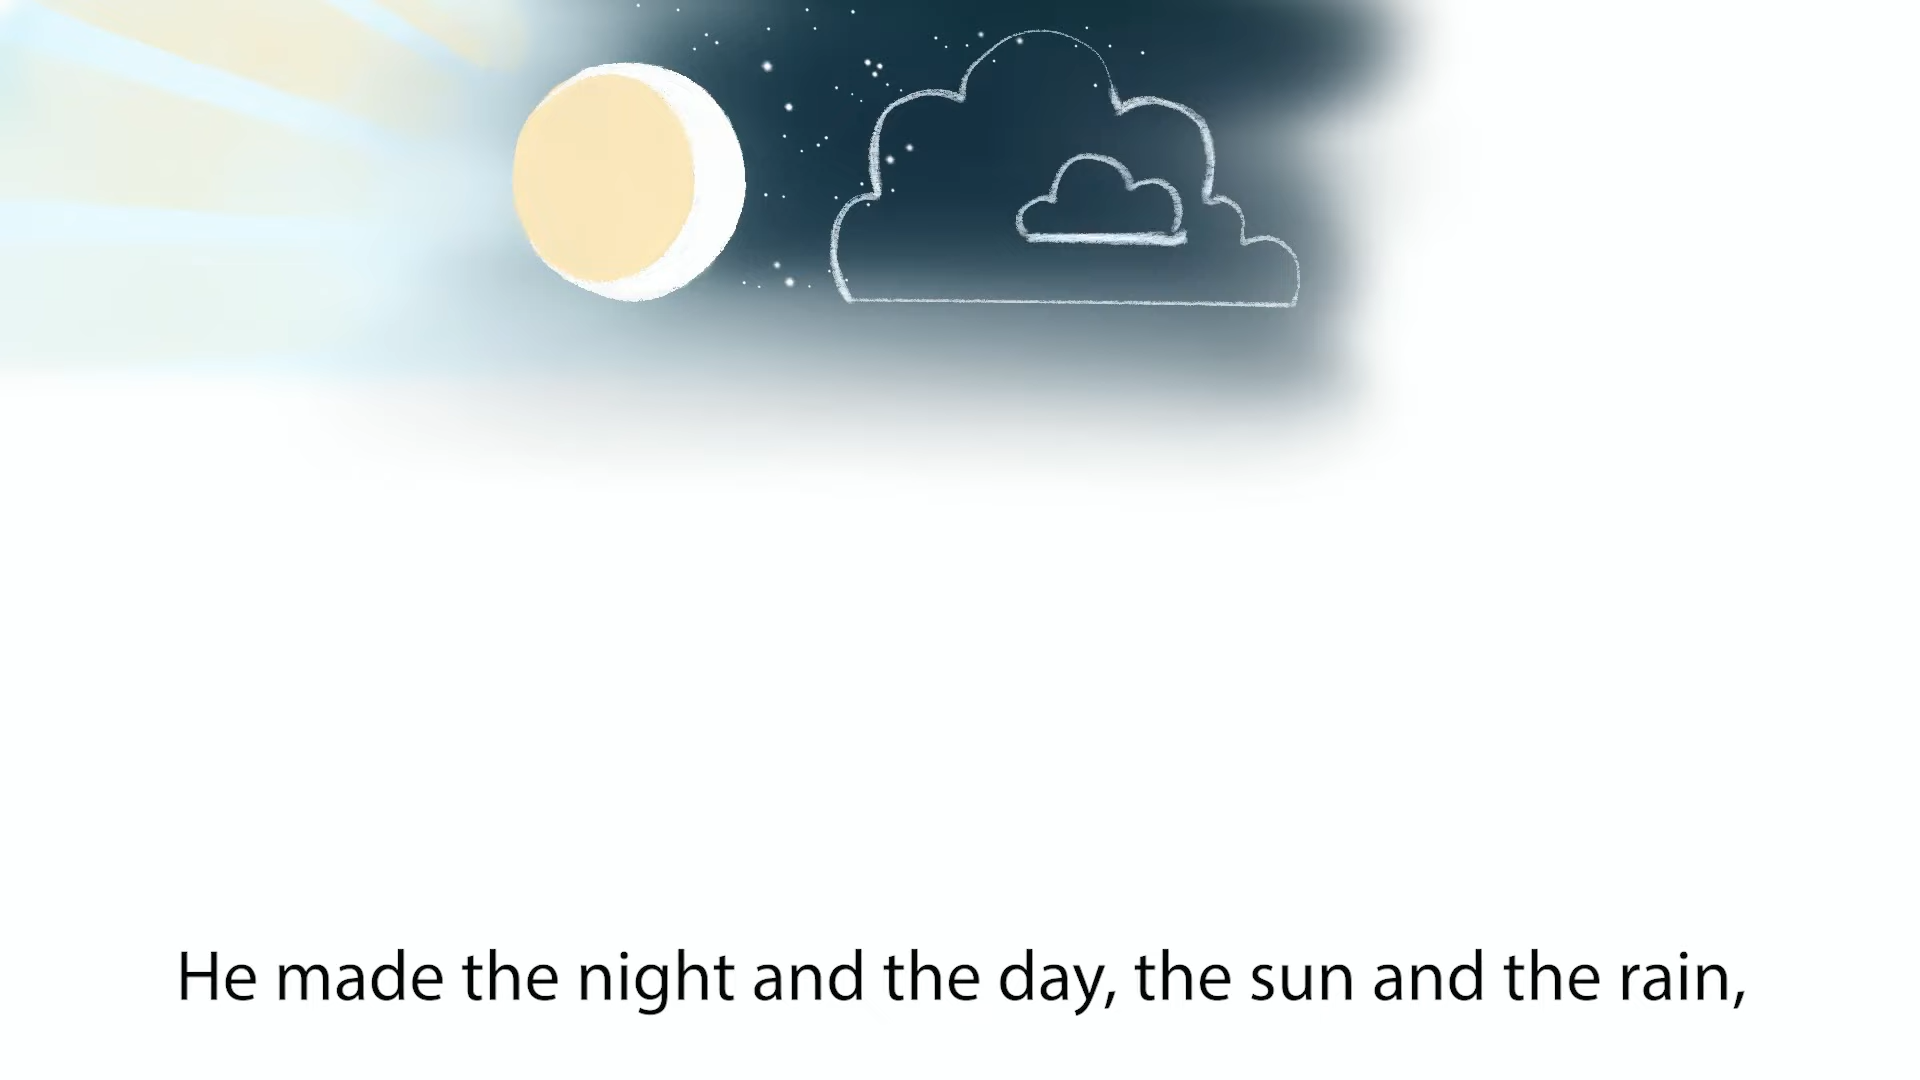 He made the night and the day, the sun and the rain,